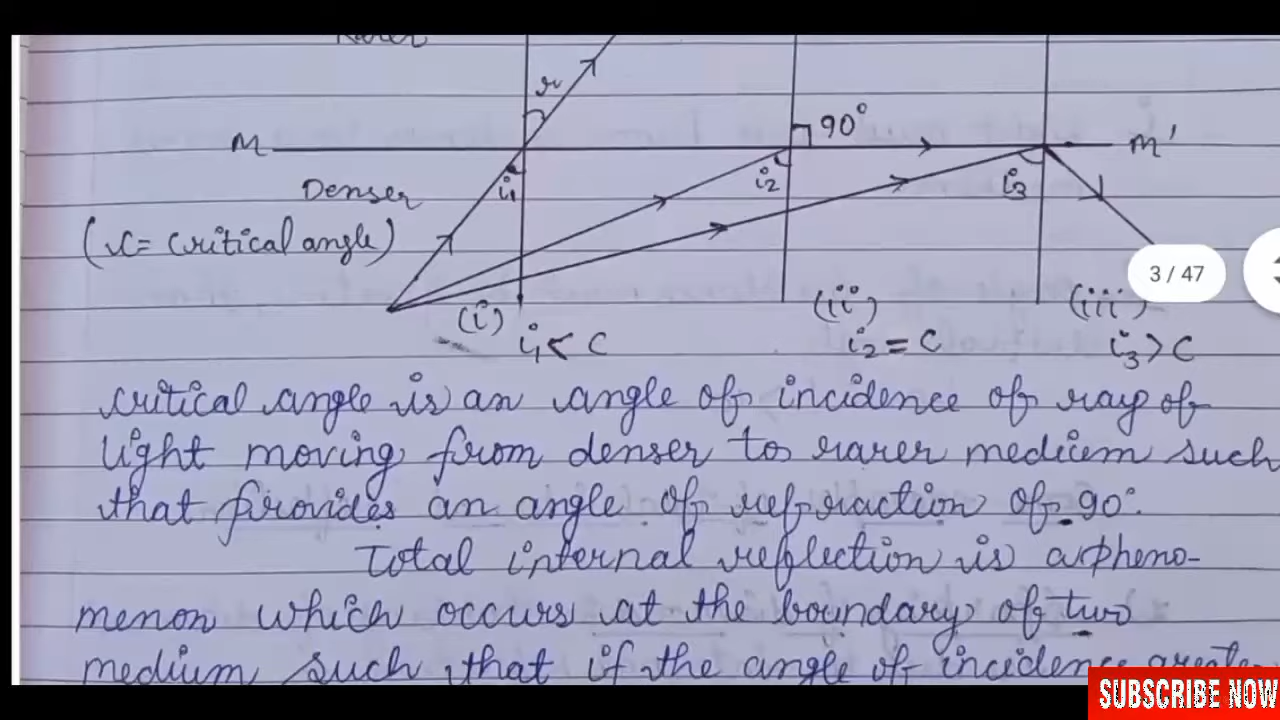 Rarer
r
90°
M
M'
i₁
i₂
i₃
Denser
(C = critical angle)
3 / 47
(i)
(ii)
(iii)
i₁ < C
i₂ = C
i₃ > C
critical angle is an angle of incidence of ray of
light moving from denser to rarer medium such
that provides an angle of refraction of 90°.
Total internal reflection is a pheno-
menon which occurs at the boundary of two
medium such that if the angle of incidence greater
SUBSCRIBE NOW